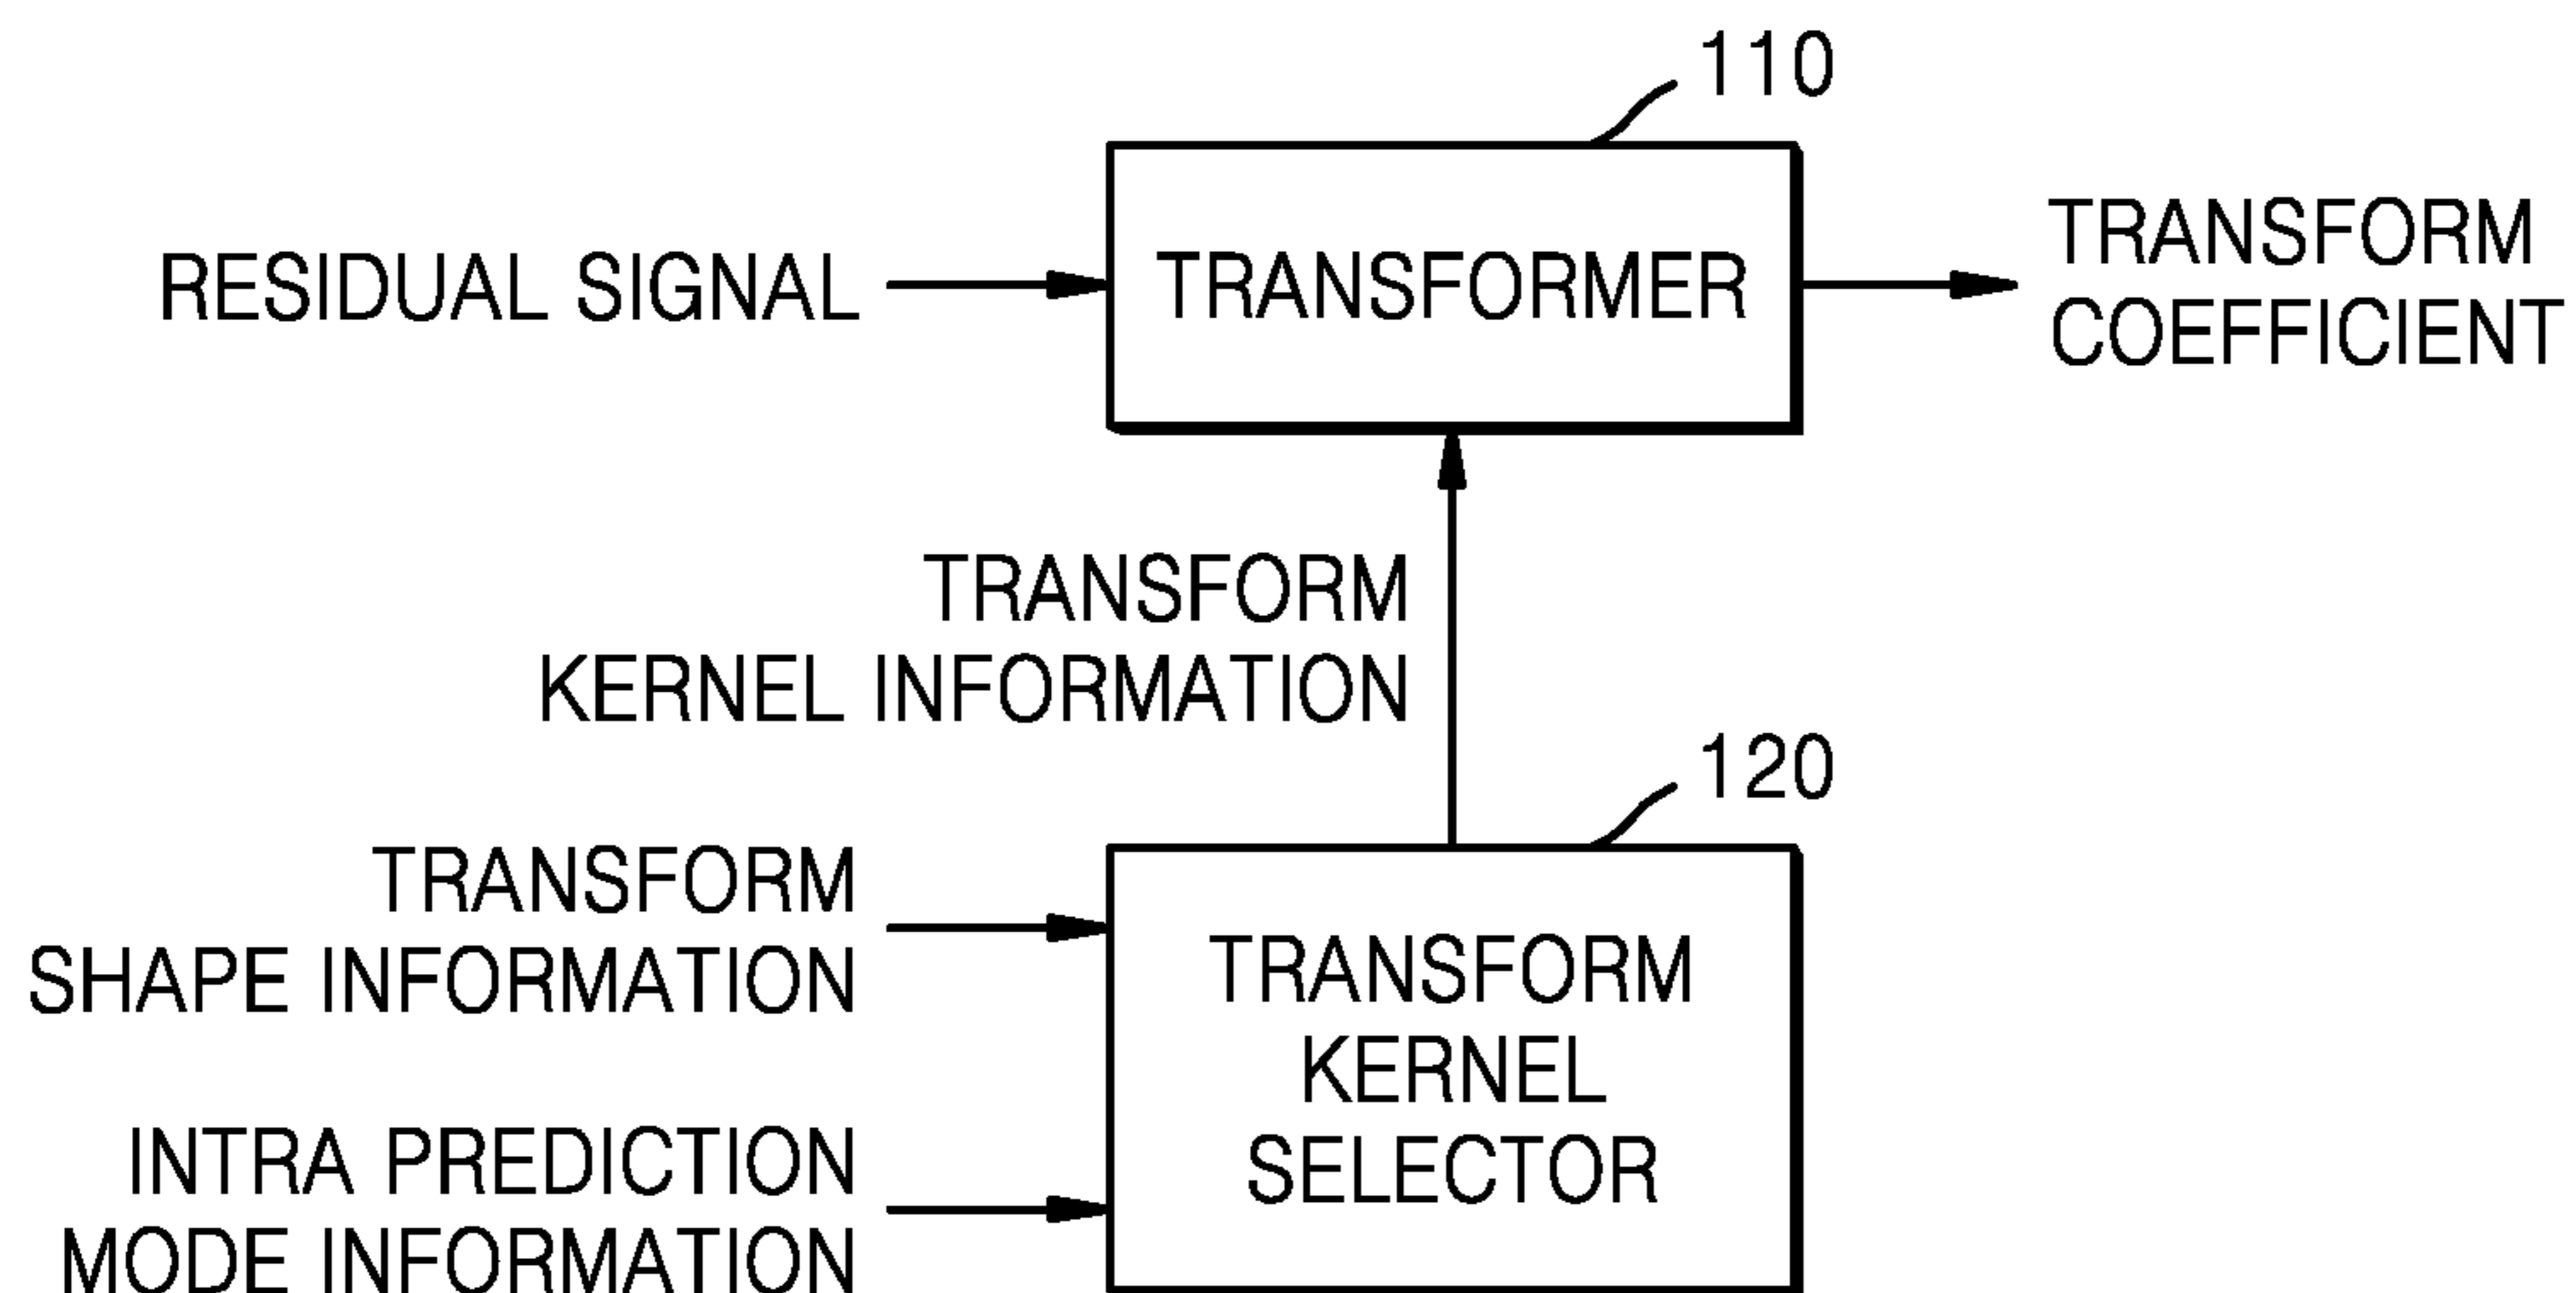 110
RESIDUAL SIGNAL
TRANSFORMER
TRANSFORM
COEFFICIENT
TRANSFORM
KERNEL INFORMATION
120
TRANSFORM
SHAPE INFORMATION
INTRA PREDICTION
MODE INFORMATION
TRANSFORM
KERNEL
SELECTOR